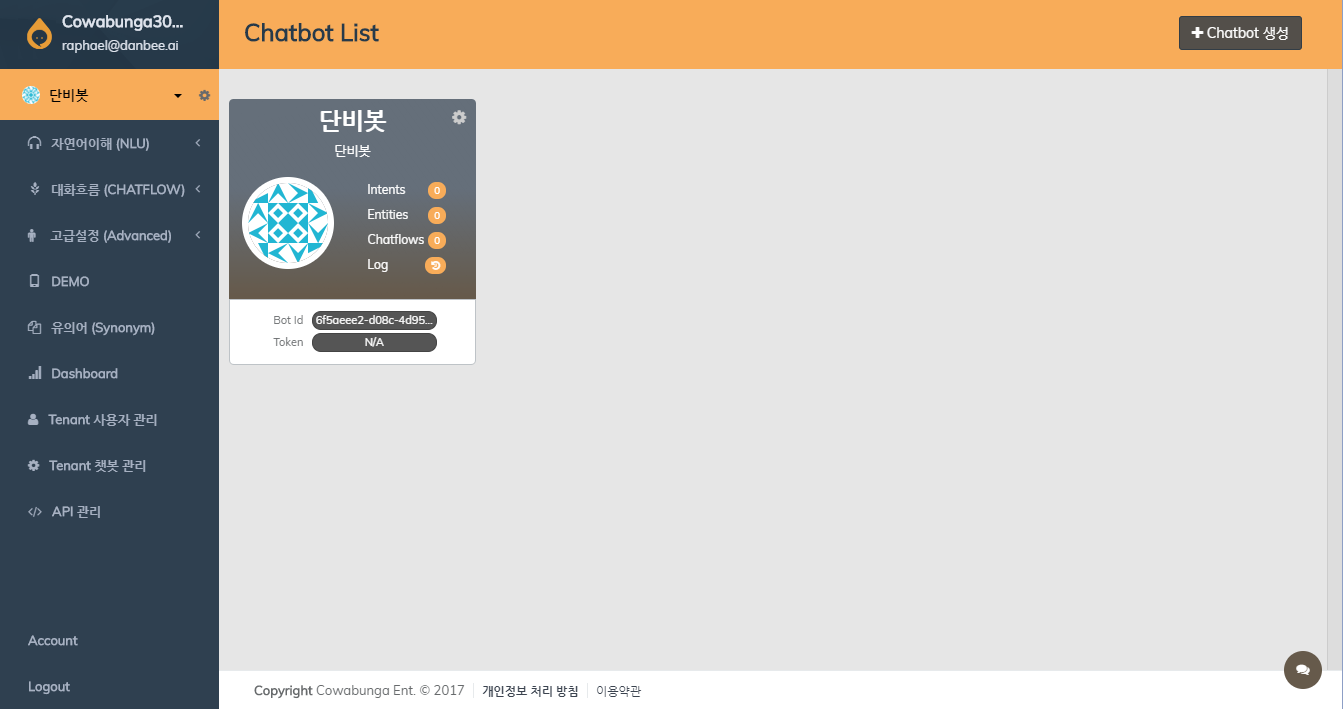 Cowabunga30...
raphael@danbee.ai
단비봇
자연어이해 (NLU)
대화흐름 (CHATFLOW)
고급설정 (Advanced)
DEMO
유의어 (Synonym)
Dashboard
Tenant 사용자 관리
Tenant 챗봇 관리
API 관리
Account
Logout
Chatbot List
Chatbot 생성
단비봇
단비봇
Intents 0
Entities 0
Chatflows 0
Log
Bot Id 6f5aeee2-d08c-4d95...
Token N/A
Copyright Cowabunga Ent. © 2017 개인정보 처리 방침 이용약관